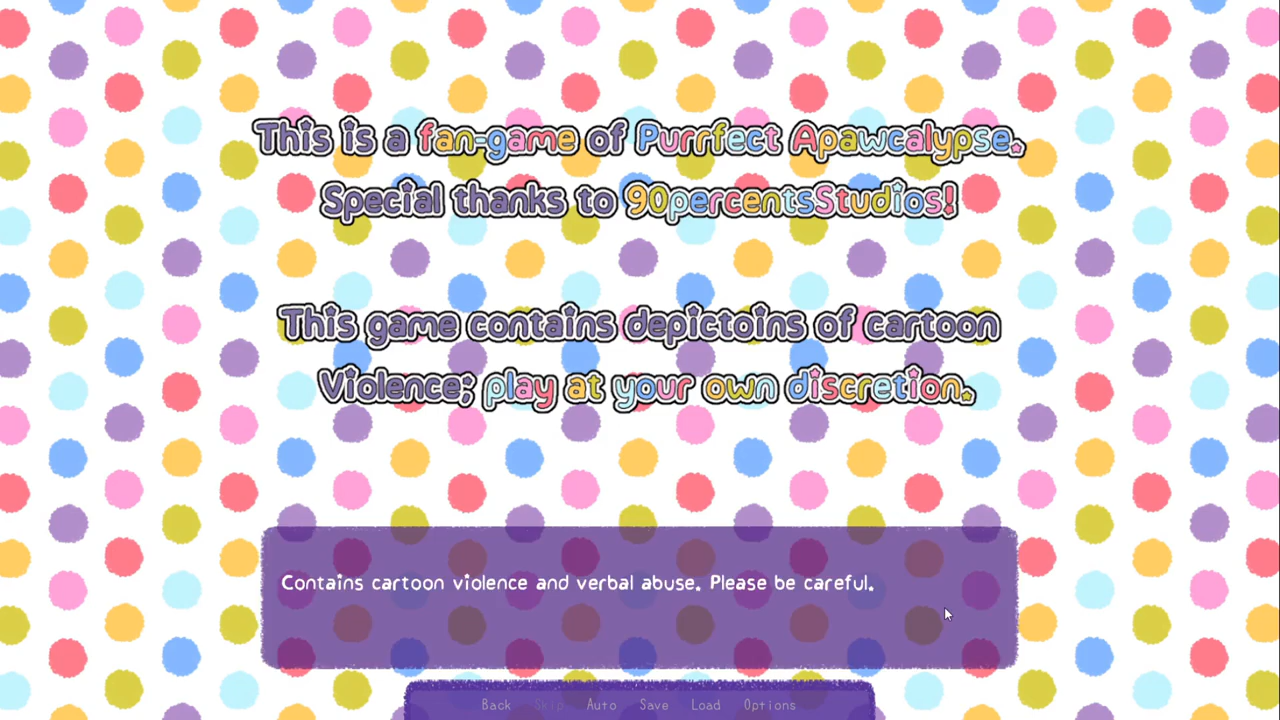 This is a fan-game of Purrfect Apawcalypse.
Special thanks to 90percentsStudios!
This game contains depictoins of cartoon
Violence; play at your own discretion.
Contains cartoon violence and verbal abuse. Please be careful.
Back Skip Auto Save Load Options